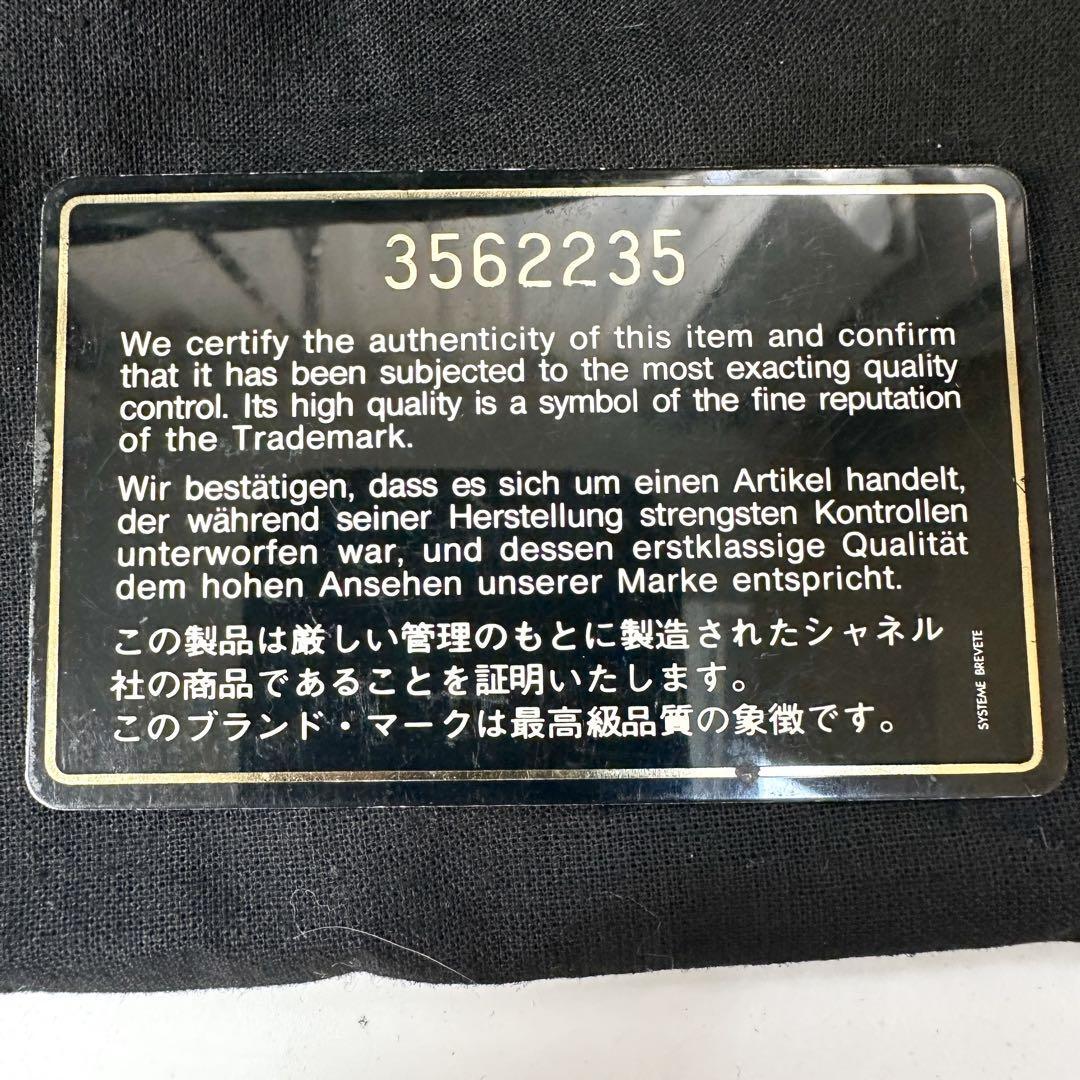 3562235
We certify the authenticity of this item and confirm
that it has been subjected to the most exacting quality
control. Its high quality is a symbol of the fine reputation
of the Trademark.
Wir bestätigen, dass es sich um einen Artikel handelt,
der während seiner Herstellung strengsten Kontrollen
unterworfen war, und dessen erstklassige Qualität
dem hohen Ansehen unserer Marke entspricht.
この製品は厳しい管理のもとに製造されたシャネル
社の商品であることを証明いたします。
このブランド・マークは最高級品質の象徴です。
SYSTEME BREVETE